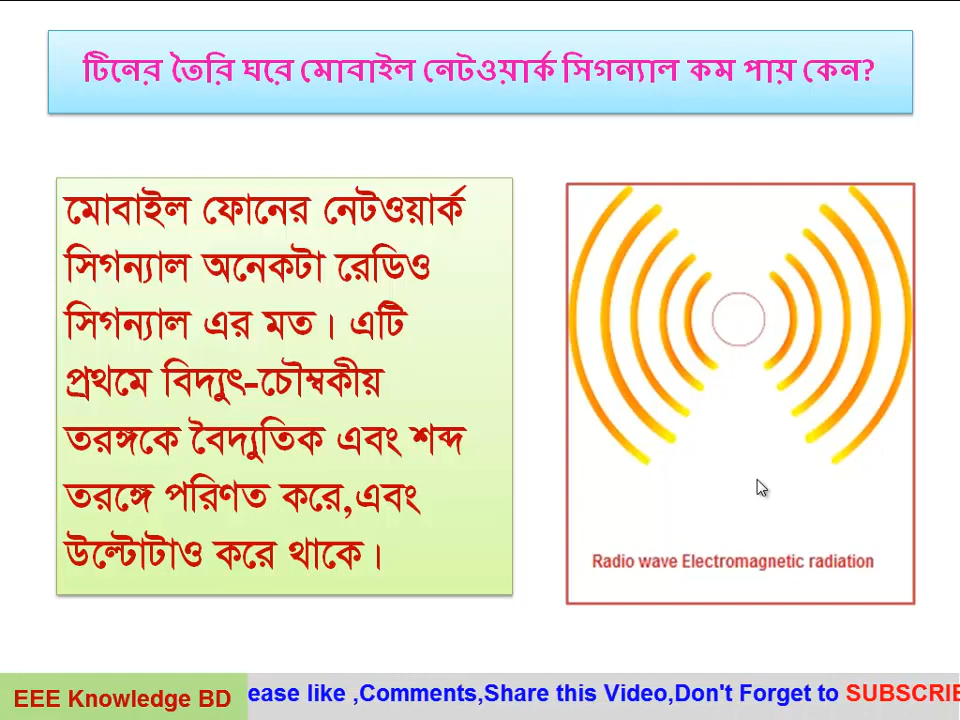 টিনের তৈরি ঘরে মোবাইল নেটওয়ার্ক সিগন্যাল কম পায় কেন?
মোবাইল ফোনের নেটওয়ার্ক
সিগন্যাল অনেকটা রেডিও
সিগন্যাল এর মত। এটি
প্রথমে বিদ্যুৎ-চৌম্বকীয়
তরঙ্গকে বৈদ্যুতিক এবং শব্দ
তরঙ্গে পরিণত করে,এবং
উল্টোটাও করে থাকে।
Radio wave Electromagnetic radiation
EEE Knowledge BD
ease like ,Comments,Share this Video,Don't Forget to SUBSCRIE